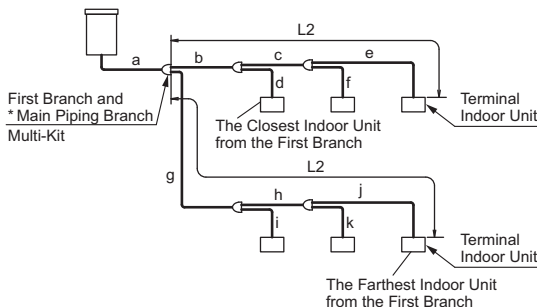 L2
a
b
c
e
d
f
First Branch and
* Main Piping Branch
Multi-Kit
The Closest Indoor Unit
from the First Branch
Terminal
Indoor Unit
g
L2
h
j
i
k
Terminal
Indoor Unit
The Farthest Indoor Unit
from the First Branch